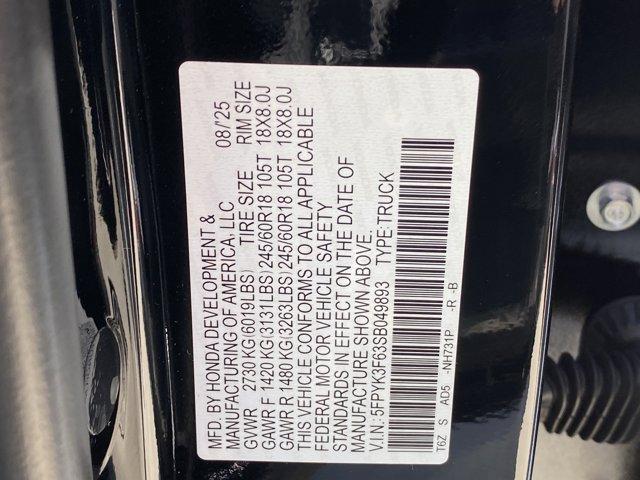 MFD. BY HONDA DEVELOPMENT & 08/'25
MANUFACTURING OF AMERICA, LLC
GVWR 2730 KG(6019LBS) TIRE SIZE RIM SIZE
GAWR F 1420 KG(3131LBS) 245/60R18 105T 18X8.0J
GAWR R 1480 KG(3263LBS) 245/60R18 105T 18X8.0J
THIS VEHICLE CONFORMS TO ALL APPLICABLE
FEDERAL MOTOR VEHICLE SAFETY
STANDARDS IN EFFECT ON THE DATE OF
MANUFACTURE SHOWN ABOVE.
V.I.N.: 5FPYK3F63SB049893 TYPE:TRUCK
T6Z S AD5 -NH731P -R -B